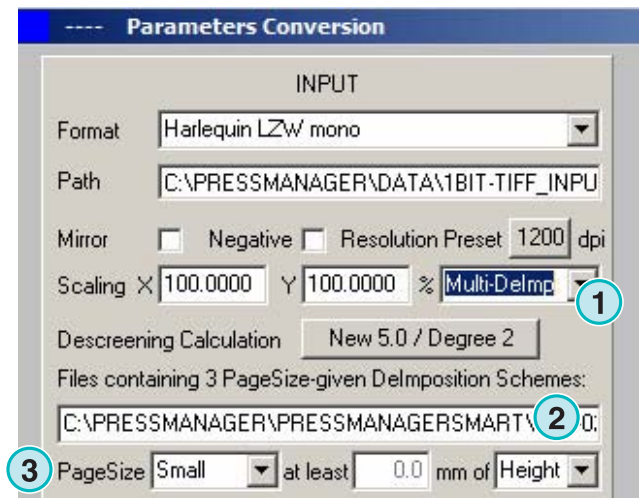 ---- Parameters Conversion
INPUT
Format Harlequin LZW mono
Path C:\PRESSMANAGER\DATA\1BIT-TIFF_INPU
Mirror Negative Resolution Preset 1200 dpi
Scaling X 100.0000 Y 100.0000 % Multi-DeImp
1
Descreening Calculation New 5.0 / Degree 2
Files containing 3 PageSize-given DeImposition Schemes:
C:\PRESSMANAGER\PRESSMANAGERSMART\ 2
3 PageSize Small at least 0.0 mm of Height